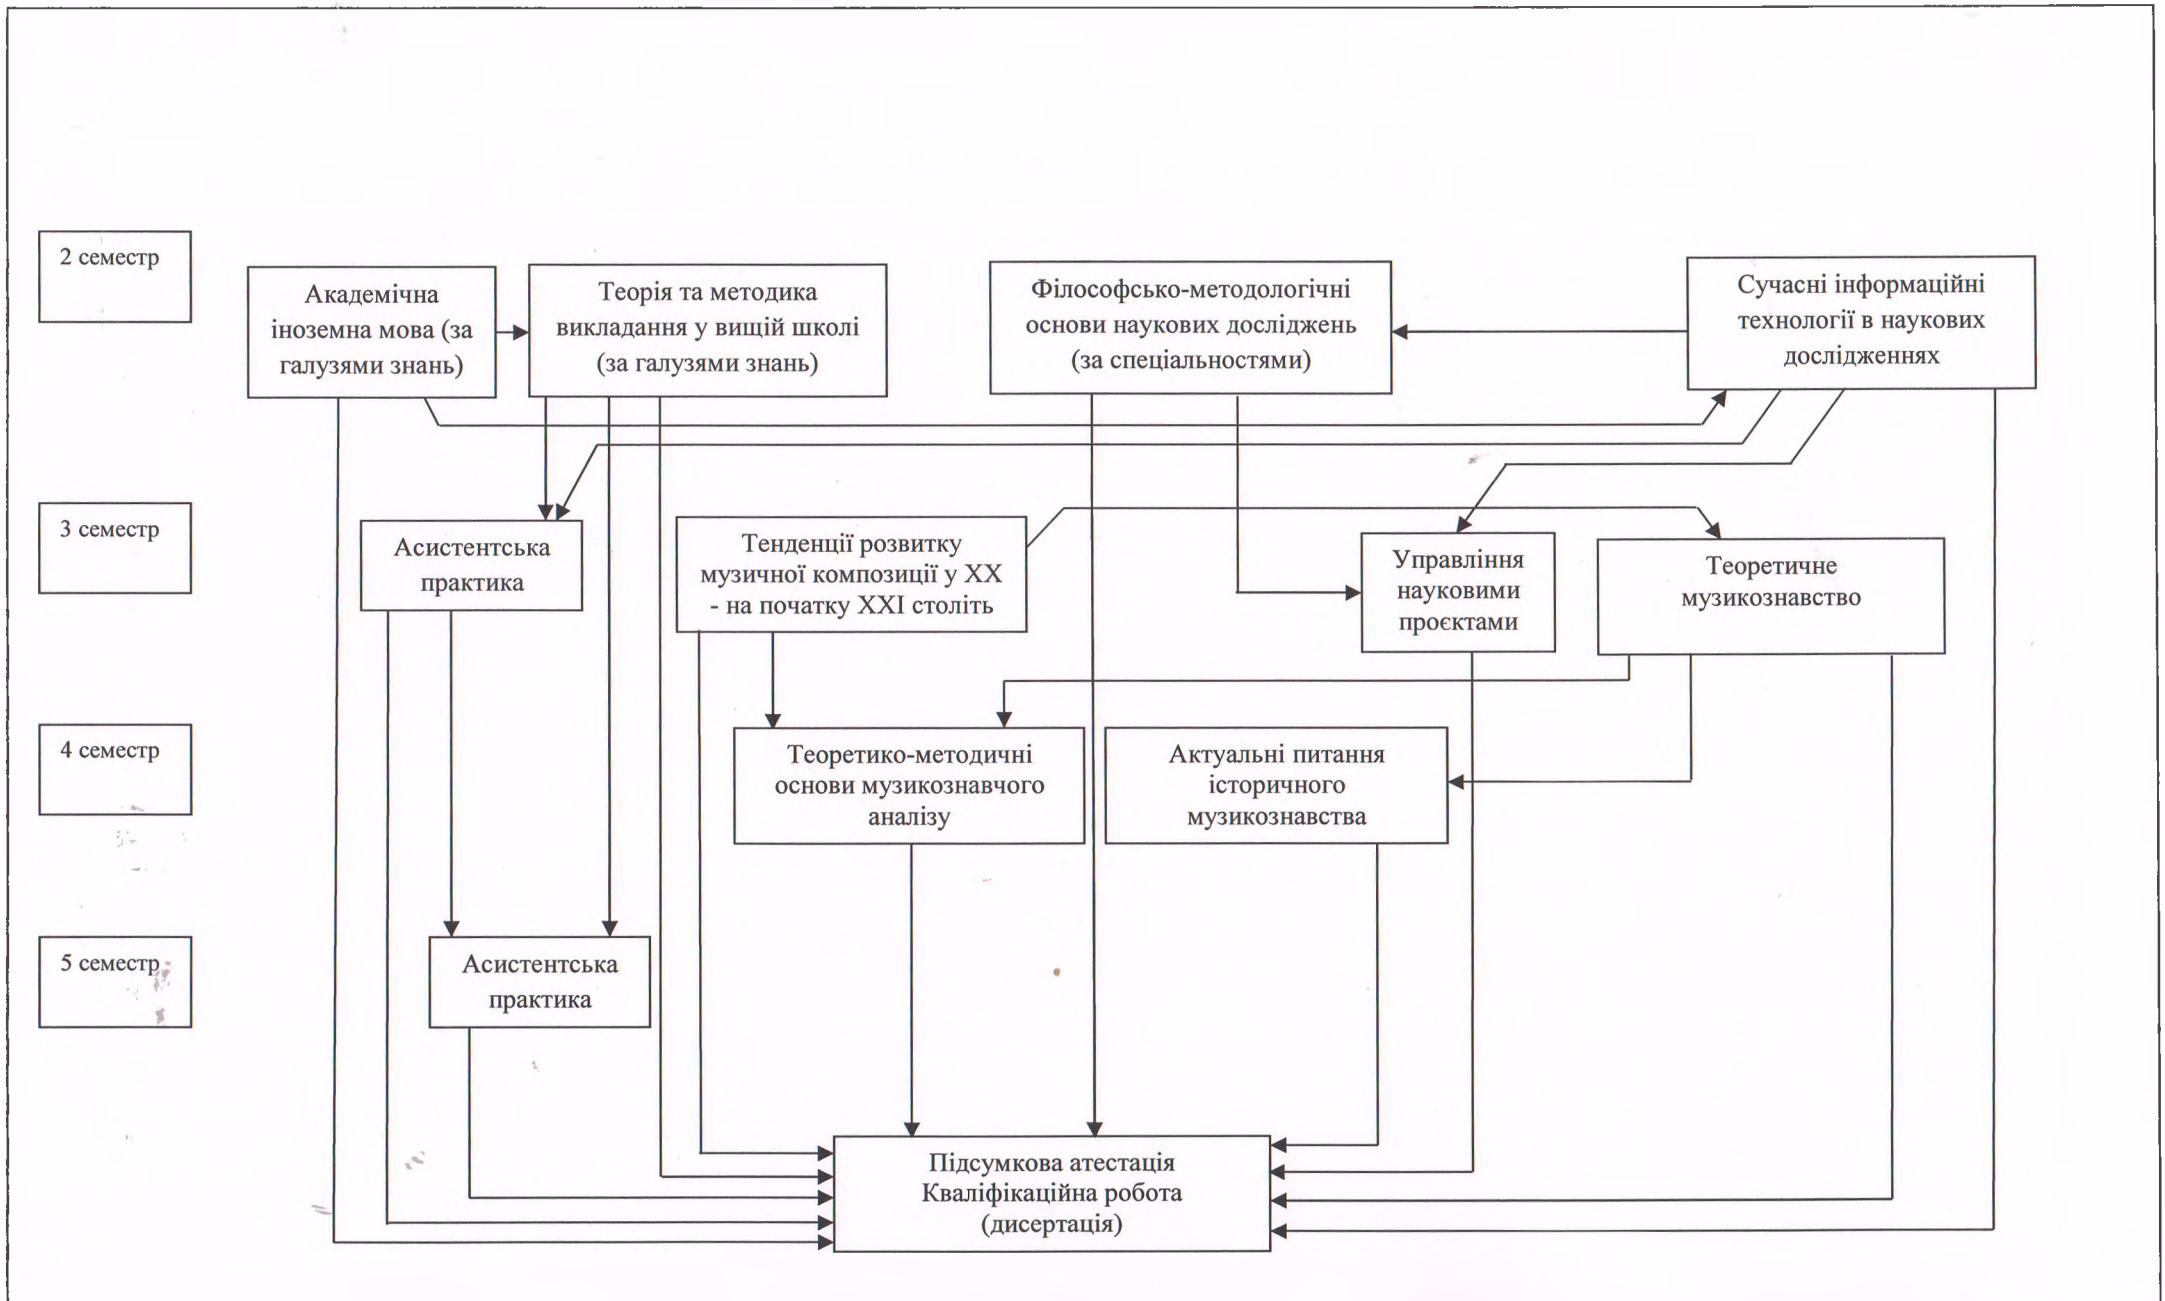 2 семестр
Академічна
іноземна мова (за
галузями знань)
Теорія та методика
викладання у вищій школі
(за галузями знань)
Філософсько-методологічні
основи наукових досліджень
(за спеціальностями)
Сучасні інформаційні
технології в наукових
дослідженнях
3 семестр
Асистентська
практика
Тенденції розвитку
музичної композиції у ХХ
- на початку ХХІ століть
Управління
науковими
проєктами
Теоретичне
музикознавство
4 семестр
Теоретико-методичні
основи музикознавчого
аналізу
Актуальні питання
історичного
музикознавства
5 семестр
Асистентська
практика
Підсумкова атестація
Кваліфікаційна робота
(дисертація)